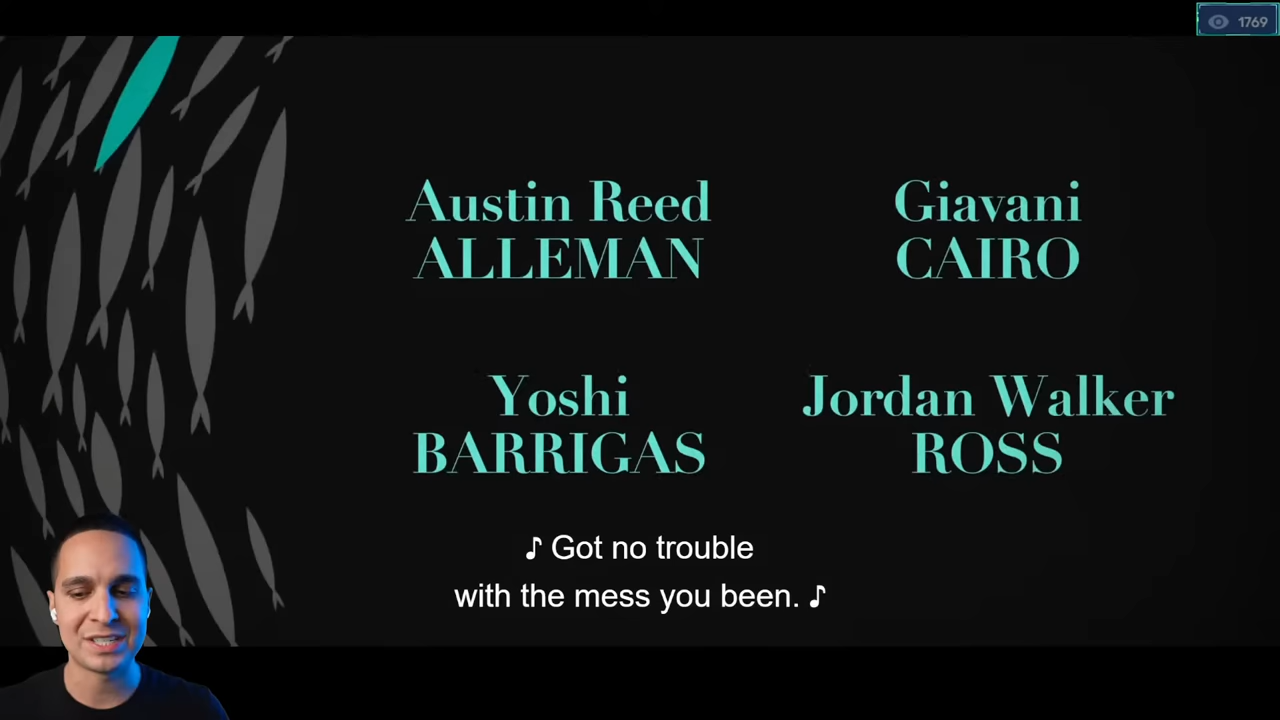 1769
Austin Reed
ALLEMAN
Giavani
CAIRO
Yoshi
BARRIGAS
Jordan Walker
ROSS
♪ Got no trouble
with the mess you been. ♪